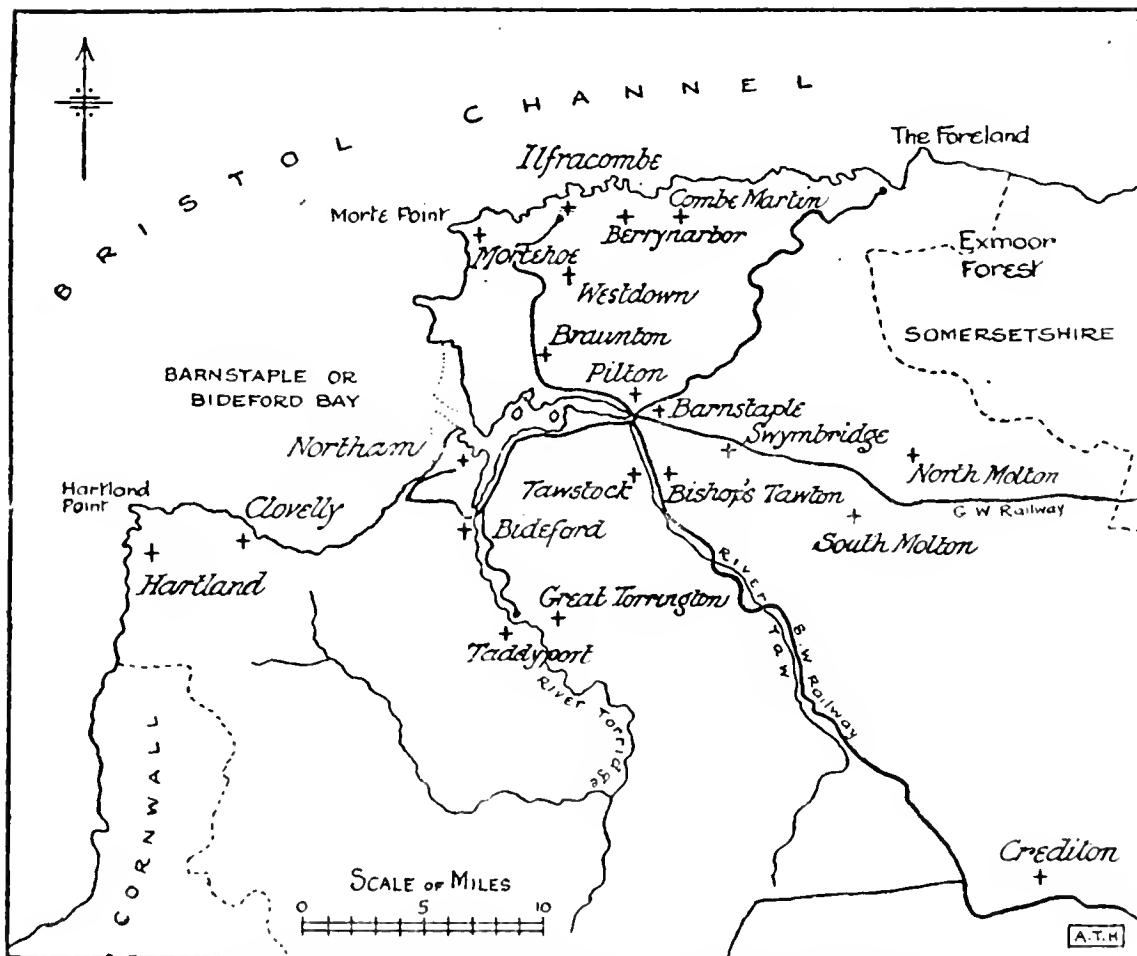 BRISTOL CHANNEL
The Foreland
Ilfracombe
Combe Martin
Morte Point
Berrynarbor
Mortehoe
Exmoor
Forest
Westdown
SOMERSETSHIRE
Braunton
BARNSTAPLE OR
BIDEFORD BAY
Pilton
Barnstaple
Swymbridge
Northam
North Molton
Hartland
Point
Clovelly
Tawstock
Bishop's Tawton
G W Railway
Bideford
South Molton
Hartland
RIVER TAW
Great Torrington
B.W Railway
Taddyport
River Torridge
CORNWALL
Crediton
SCALE OF MILES
0 5 10
A.T.H